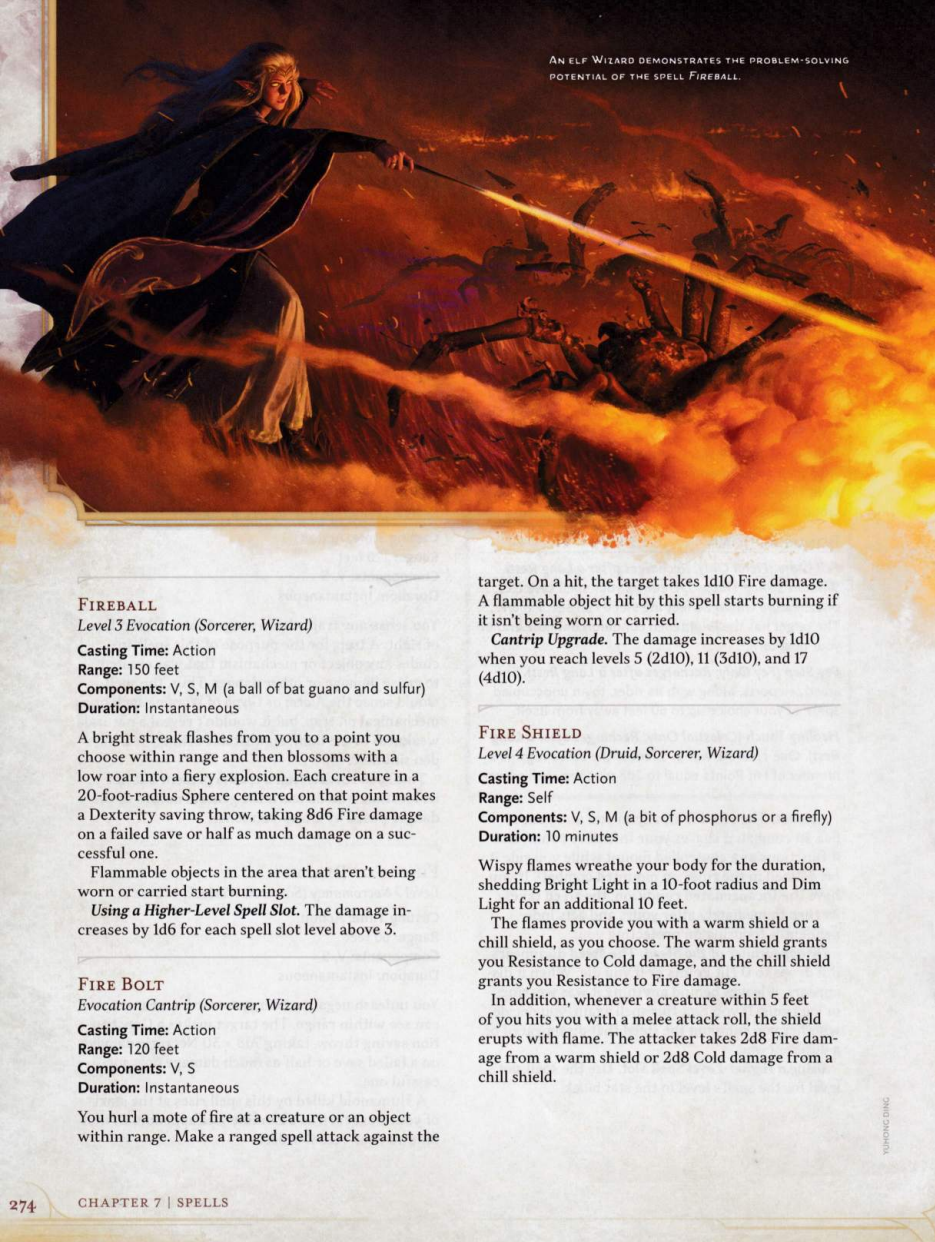 AN ELF WIZARD DEMONSTRATES THE PROBLEM-SOLVING
POTENTIAL OF THE SPELL FIREBALL.
FIREBALL
Level 3 Evocation (Sorcerer, Wizard)
Casting Time: Action
Range: 150 feet
Components: V, S, M (a ball of bat guano and sulfur)
Duration: Instantaneous
A bright streak flashes from you to a point you
choose within range and then blossoms with a
low roar into a fiery explosion. Each creature in a
20-foot-radius Sphere centered on that point makes
a Dexterity saving throw, taking 8d6 Fire damage
on a failed save or half as much damage on a suc-
cessful one.
Flammable objects in the area that aren't being
worn or carried start burning.
Using a Higher-Level Spell Slot. The damage in-
creases by 1d6 for each spell slot level above 3.
FIRE BOLT
Evocation Cantrip (Sorcerer, Wizard)
Casting Time: Action
Range: 120 feet
Components: V, S
Duration: Instantaneous
You hurl a mote of fire at a creature or an object
within range. Make a ranged spell attack against the
target. On a hit, the target takes 1d10 Fire damage.
A flammable object hit by this spell starts burning if
it isn't being worn or carried.
Cantrip Upgrade. The damage increases by 1d10
when you reach levels 5 (2d10), 11 (3d10), and 17
(4d10).
FIRE SHIELD
Level 4 Evocation (Druid, Sorcerer, Wizard)
Casting Time: Action
Range: Self
Components: V, S, M (a bit of phosphorus or a firefly)
Duration: 10 minutes
Wispy flames wreathe your body for the duration,
shedding Bright Light in a 10-foot radius and Dim
Light for an additional 10 feet.
The flames provide you with a warm shield or a
chill shield, as you choose. The warm shield grants
you Resistance to Cold damage, and the chill shield
grants you Resistance to Fire damage.
In addition, whenever a creature within 5 feet
of you hits you with a melee attack roll, the shield
erupts with flame. The attacker takes 2d8 Fire dam-
age from a warm shield or 2d8 Cold damage from a
chill shield.
YUHONG DING
274
CHAPTER 7 | SPELLS